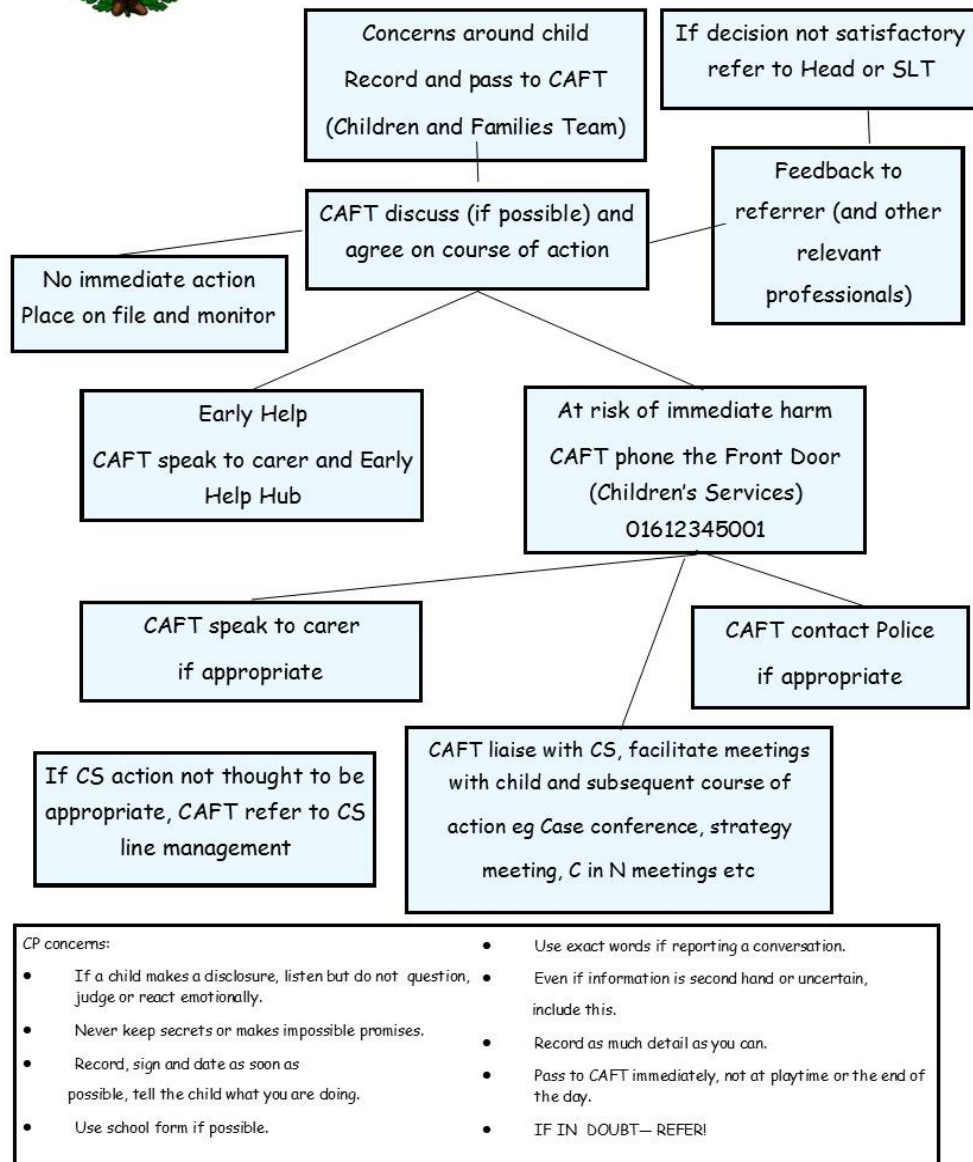 Concerns around child
Record and pass to CAFT
(Children and Families Team)
If decision not satisfactory
refer to Head or SLT
CAFT discuss (if possible) and
agree on course of action
Feedback to
referrer (and other
relevant
professionals)
No immediate action
Place on file and monitor
Early Help
CAFT speak to carer and Early
Help Hub
At risk of immediate harm
CAFT phone the Front Door
(Children's Services)
01612345001
CAFT speak to carer
if appropriate
CAFT contact Police
if appropriate
If CS action not thought to be
appropriate, CAFT refer to CS
line management
CAFT liaise with CS, facilitate meetings
with child and subsequent course of
action eg Case conference, strategy
meeting, C in N meetings etc
CP concerns:
● If a child makes a disclosure, listen but do not question,
judge or react emotionally.
● Never keep secrets or makes impossible promises.
● Record, sign and date as soon as
possible, tell the child what you are doing.
● Use school form if possible.
● Use exact words if reporting a conversation.
● Even if information is second hand or uncertain,
include this.
● Record as much detail as you can.
● Pass to CAFT immediately, not at playtime or the end of
the day.
● IF IN DOUBT— REFER!